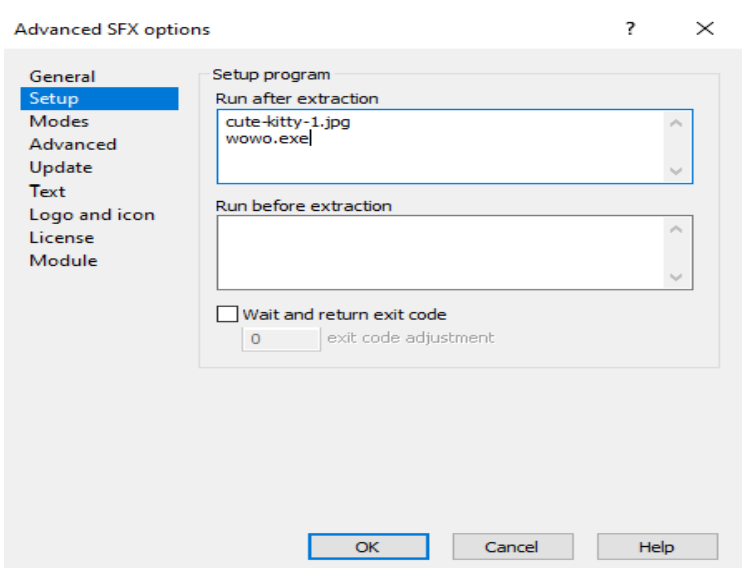 Advanced SFX options
?
General
Setup
Modes
Advanced
Update
Text
Logo and icon
License
Module
Setup program
Run after extraction
cute-kitty-1.jpg
wowo.exe
Run before extraction
Wait and return exit code
0 exit code adjustment
OK Cancel Help